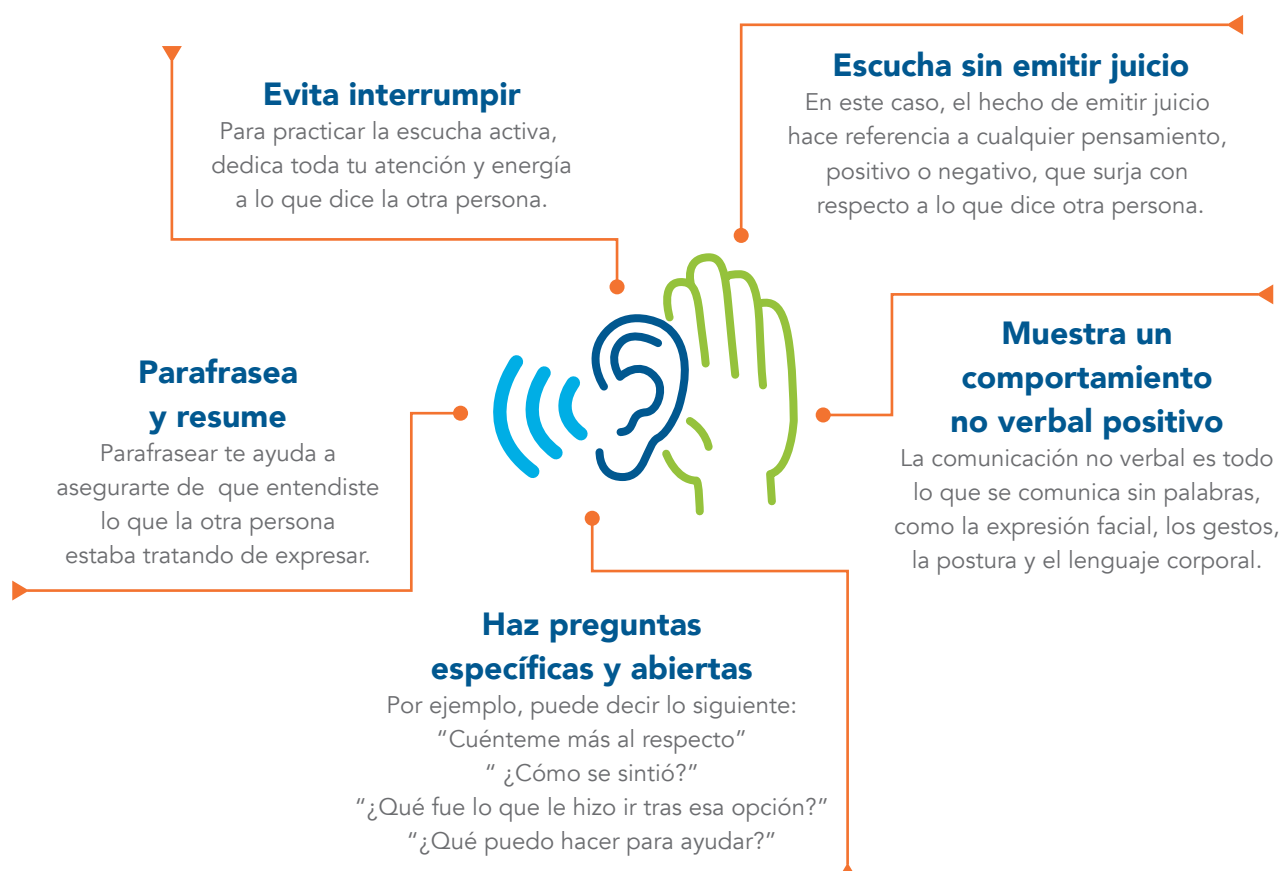 Evita interrumpir
Para practicar la escucha activa,
dedica toda tu atención y energía
a lo que dice la otra persona.
Escucha sin emitir juicio
En este caso, el hecho de emitir juicio
hace referencia a cualquier pensamiento,
positivo o negativo, que surja con
respecto a lo que dice otra persona.
Parafrasea
y resume
Parafrasear te ayuda a
asegurarte de que entendiste
lo que la otra persona
estaba tratando de expresar.
Muestra un
comportamiento
no verbal positivo
La comunicación no verbal es todo
lo que se comunica sin palabras,
como la expresión facial, los gestos,
la postura y el lenguaje corporal.
Haz preguntas
específicas y abiertas
Por ejemplo, puede decir lo siguiente:
“Cuénteme más al respecto”
“ ¿Cómo se sintió?”
“¿Qué fue lo que le hizo ir tras esa opción?”
“¿Qué puedo hacer para ayudar?”